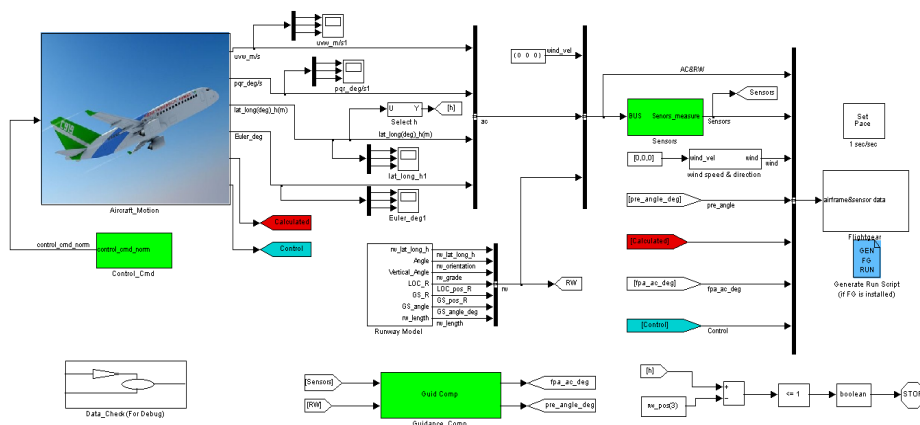 uvw_m/s1
uvw_m/s
pqr_deg/s1
pqr_deg/s
lat_long(deg)_h(m)
U Y
[h]
Select h
lat_long(deg)_h(m)
lat_long_h1
Euler_deg
Euler_deg1
Aircraft_Motion
Calculated
Control
control_cmd_norm
control_cmd_norm
Control_Cmd
ac
(0 0 0)
wind_vel
AC&RW
BUS Senors_measure
Sensors
Sensors
Sensors
[0,0,0]
wind_vel wind
wind
wind speed & direction
[pre_angle_deg]
pre_angle
[Calculated]
[fpa_ac_deg]
fpa_ac_deg
[Control]
Control
Set
Pace
1 sec/sec
airframe&sensor data
Flightgear
GEN
FG
RUN
Generate Run Script
(if FG is installed)
rw_lat_long_h
rw_lat_long_h
Angle
rw_orientation
Vertical_Angle
rw_grade
LOC_R
LOC_pos_R
GS_R
GS_pos_R
GS_angle
GS_angle_deg
rw_length
rw_length
Runway Model
rw
RW
Data_Check(For Debug)
[Sensors]
[RW]
Guid Comp
Guidance_Comp
fpa_ac_deg
pre_angle_deg
[h]
rw_pos(3)
+
−
<= 1
boolean
STOP